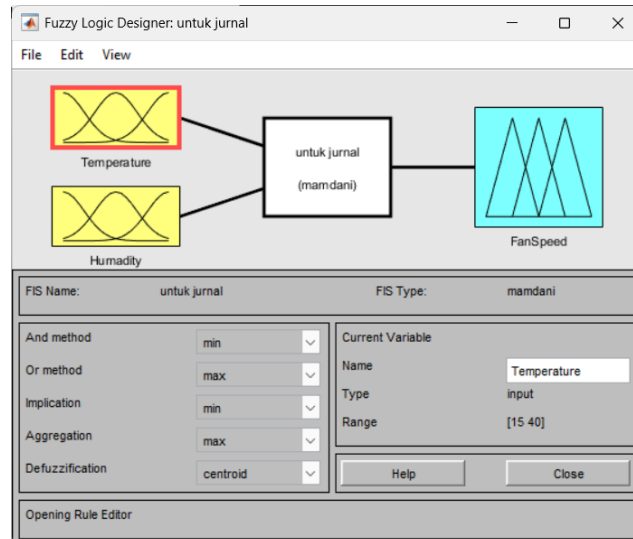 Fuzzy Logic Designer: untuk jurnal
File Edit View
Temperature
untuk jurnal
(mamdani)
Humadity
FanSpeed
FIS Name: untuk jurnal FIS Type: mamdani
And method min
Or method max
Implication min
Aggregation max
Defuzzification centroid
Current Variable
Name Temperature
Type input
Range [15 40]
Help Close
Opening Rule Editor